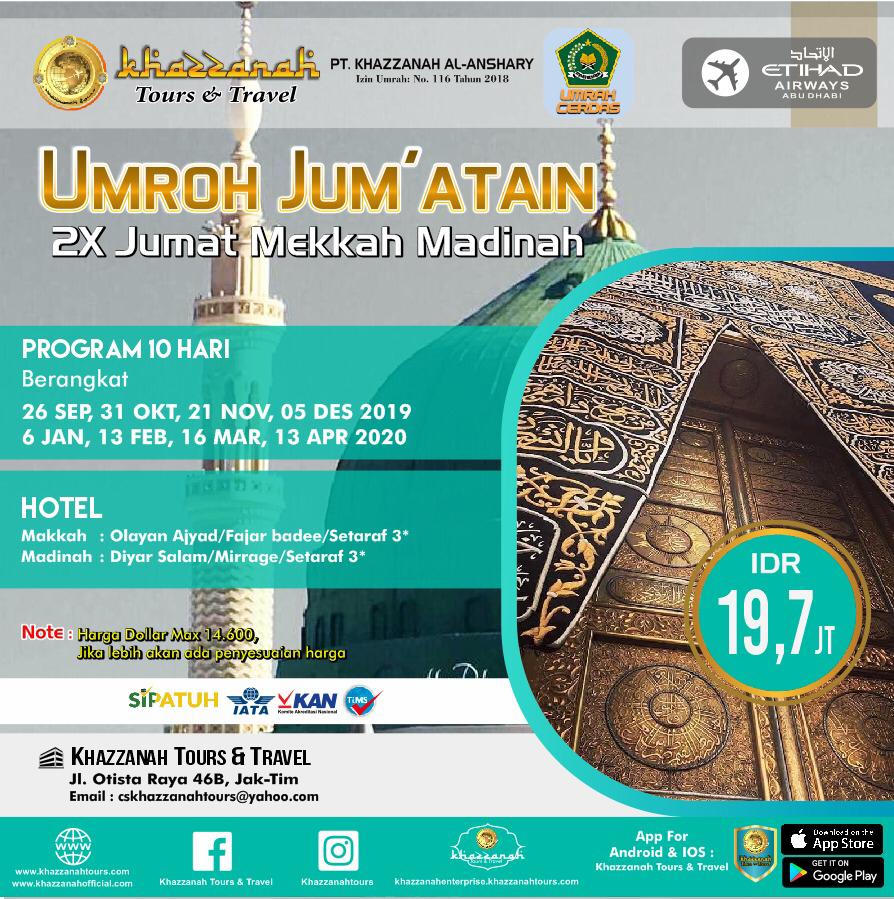 khazzanah
Tours & Travel
PT. KHAZZANAH AL-ANSHARY
Izin Umrah: No. 116 Tahun 2018
UMRAH
CERDAS
الإتحاد
ETIHAD
AIRWAYS
ABU DHABI
UMROH JUM'ATAIN
2X Jumat Mekkah Madinah
PROGRAM 10 HARI
Berangkat
26 SEP, 31 OKT, 21 NOV, 05 DES 2019
6 JAN, 13 FEB, 16 MAR, 13 APR 2020
HOTEL
Makkah : Olayan Ajyad/Fajar badee/Setaraf 3*
Madinah : Diyar Salam/Mirrage/Setaraf 3*
IDR
19,7 JT
Note : Harga Dollar Max 14.600,
Jika lebih akan ada penyesuaian harga
SIPATUH
IATA
KAN
Komite Akreditasi Nasional
TIMS
KHAZZANAH TOURS & TRAVEL
Jl. Otista Raya 46B, Jak-Tim
Email : cskhazzanahtours@yahoo.com
www.khazzanahtours.com
www.khazzanahofficial.com
Khazzanah Tours & Travel
Khazzanahtours
khazzanah
Tours & Travel
khazzanahenterprise.khazzanahtours.com
App For
Android & IOS :
Khazzanah Tours & Travel
Download on the
App Store
GET IT ON
Google Play